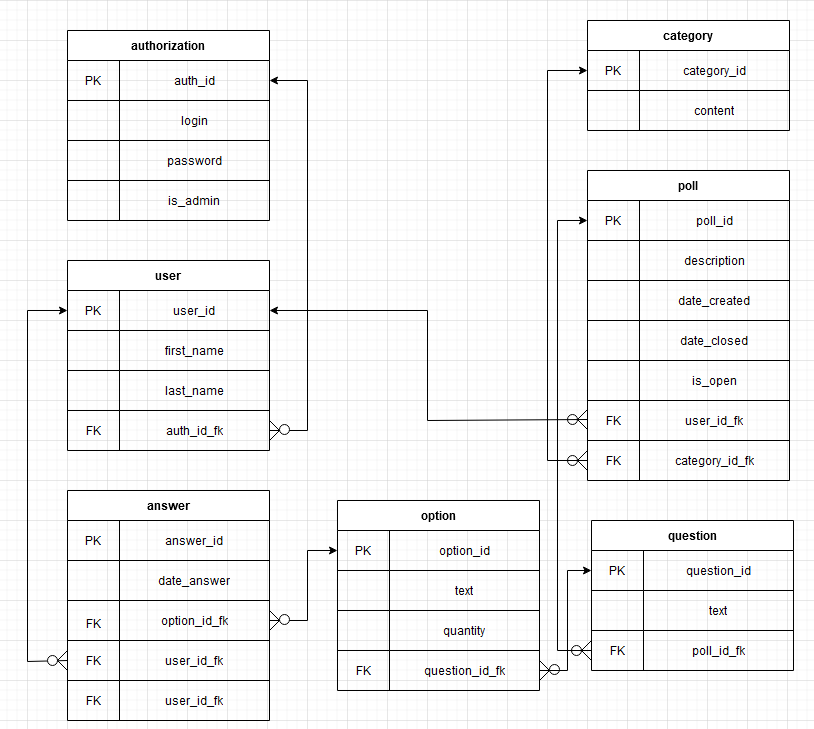 authorization
PK auth_id
login
password
is_admin
user
PK user_id
first_name
last_name
FK auth_id_fk
answer
PK answer_id
date_answer
FK option_id_fk
FK user_id_fk
FK user_id_fk
option
PK option_id
text
quantity
FK question_id_fk
category
PK category_id
content
poll
PK poll_id
description
date_created
date_closed
is_open
FK user_id_fk
FK category_id_fk
question
PK question_id
text
FK poll_id_fk